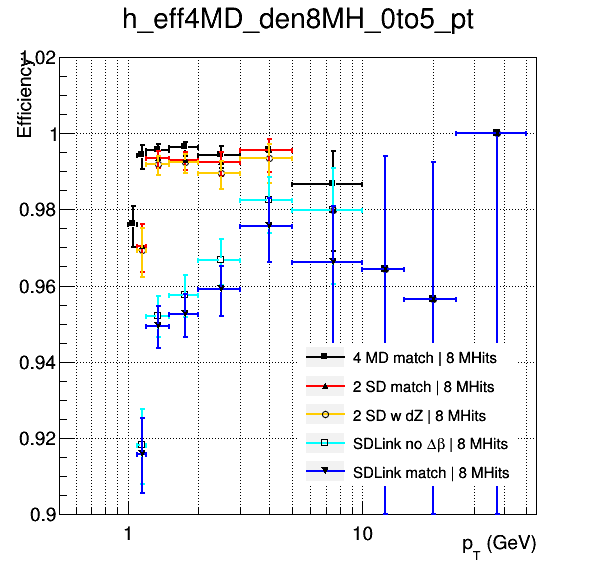 h_eff4MD_den8MH_0to5_pt
Efficiency
1.02
1
0.98
0.96
0.94
0.92
0.9
4 MD match | 8 MHits
2 SD match | 8 MHits
2 SD w dZ | 8 MHits
SDLink no Δβ | 8 MHits
SDLink match | 8 MHits
1
10
p_T (GeV)